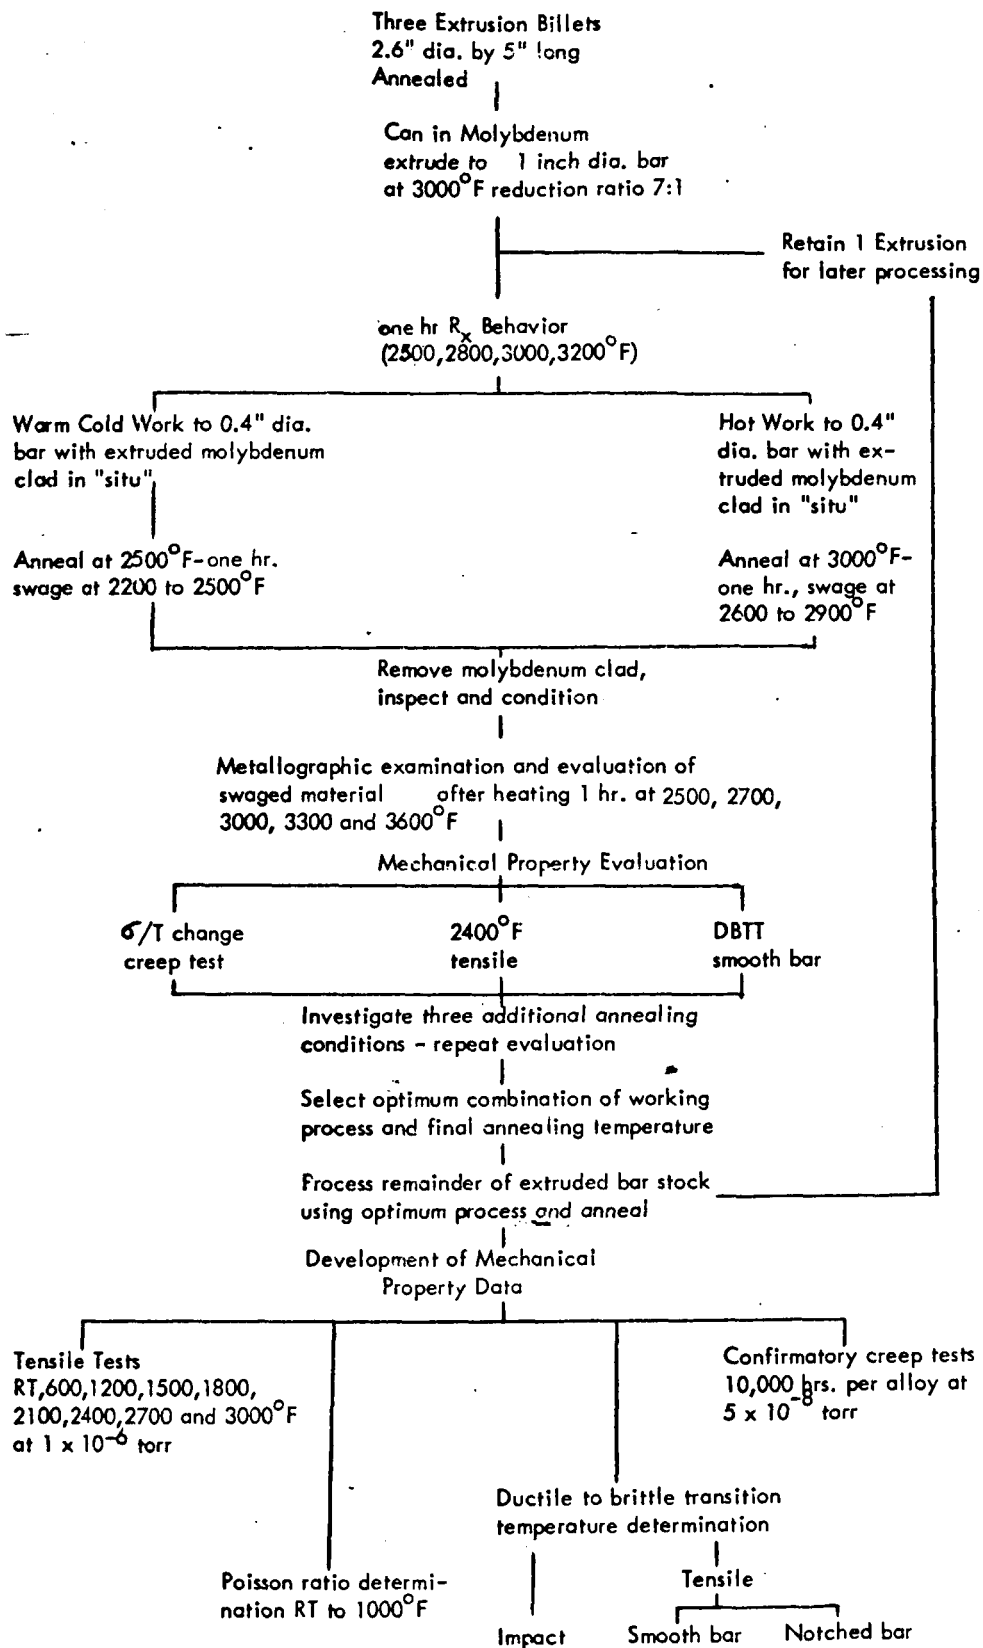 Three Extrusion Billets
2.6" dia. by 5" long
Annealed
Can in Molybdenum
extrude to 1 inch dia. bar
at 3000°F reduction ratio 7:1
Retain 1 Extrusion
for later processing
one hr Rx Behavior
(2500,2800,3000,3200°F)
Warm Cold Work to 0.4" dia.
bar with extruded molybdenum
clad in "situ"
Hot Work to 0.4"
dia. bar with ex-
truded molybdenum
clad in "situ"
Anneal at 2500°F-one hr.
swage at 2200 to 2500°F
Anneal at 3000°F-
one hr., swage at
2600 to 2900°F
Remove molybdenum clad,
inspect and condition
Metallographic examination and evaluation of
swaged material after heating 1 hr. at 2500, 2700,
3000, 3300 and 3600°F
Mechanical Property Evaluation
σ/T change
creep test
2400°F
tensile
DBTT
smooth bar
Investigate three additional annealing
conditions - repeat evaluation
Select optimum combination of working
process and final annealing temperature
Process remainder of extruded bar stock
using optimum process and anneal
Development of Mechanical
Property Data
Tensile Tests
RT,600,1200,1500,1800,
2100,2400,2700 and 3000°F
at 1 x 10⁻⁶ torr
Confirmatory creep tests
10,000 hrs. per alloy at
5 x 10⁻⁸ torr
Ductile to brittle transition
temperature determination
Poisson ratio determi-
nation RT to 1000°F
Tensile
Impact
Smooth bar
Notched bar